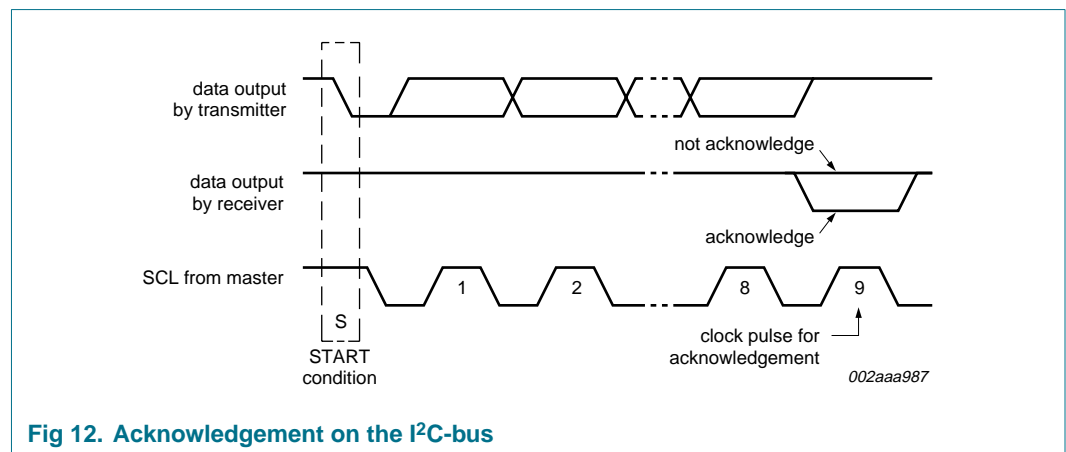 data output
by transmitter
not acknowledge
data output
by receiver
acknowledge
SCL from master
1
2
8
9
S
START
condition
clock pulse for
acknowledgement
002aaa987
Fig 12. Acknowledgement on the I²C-bus